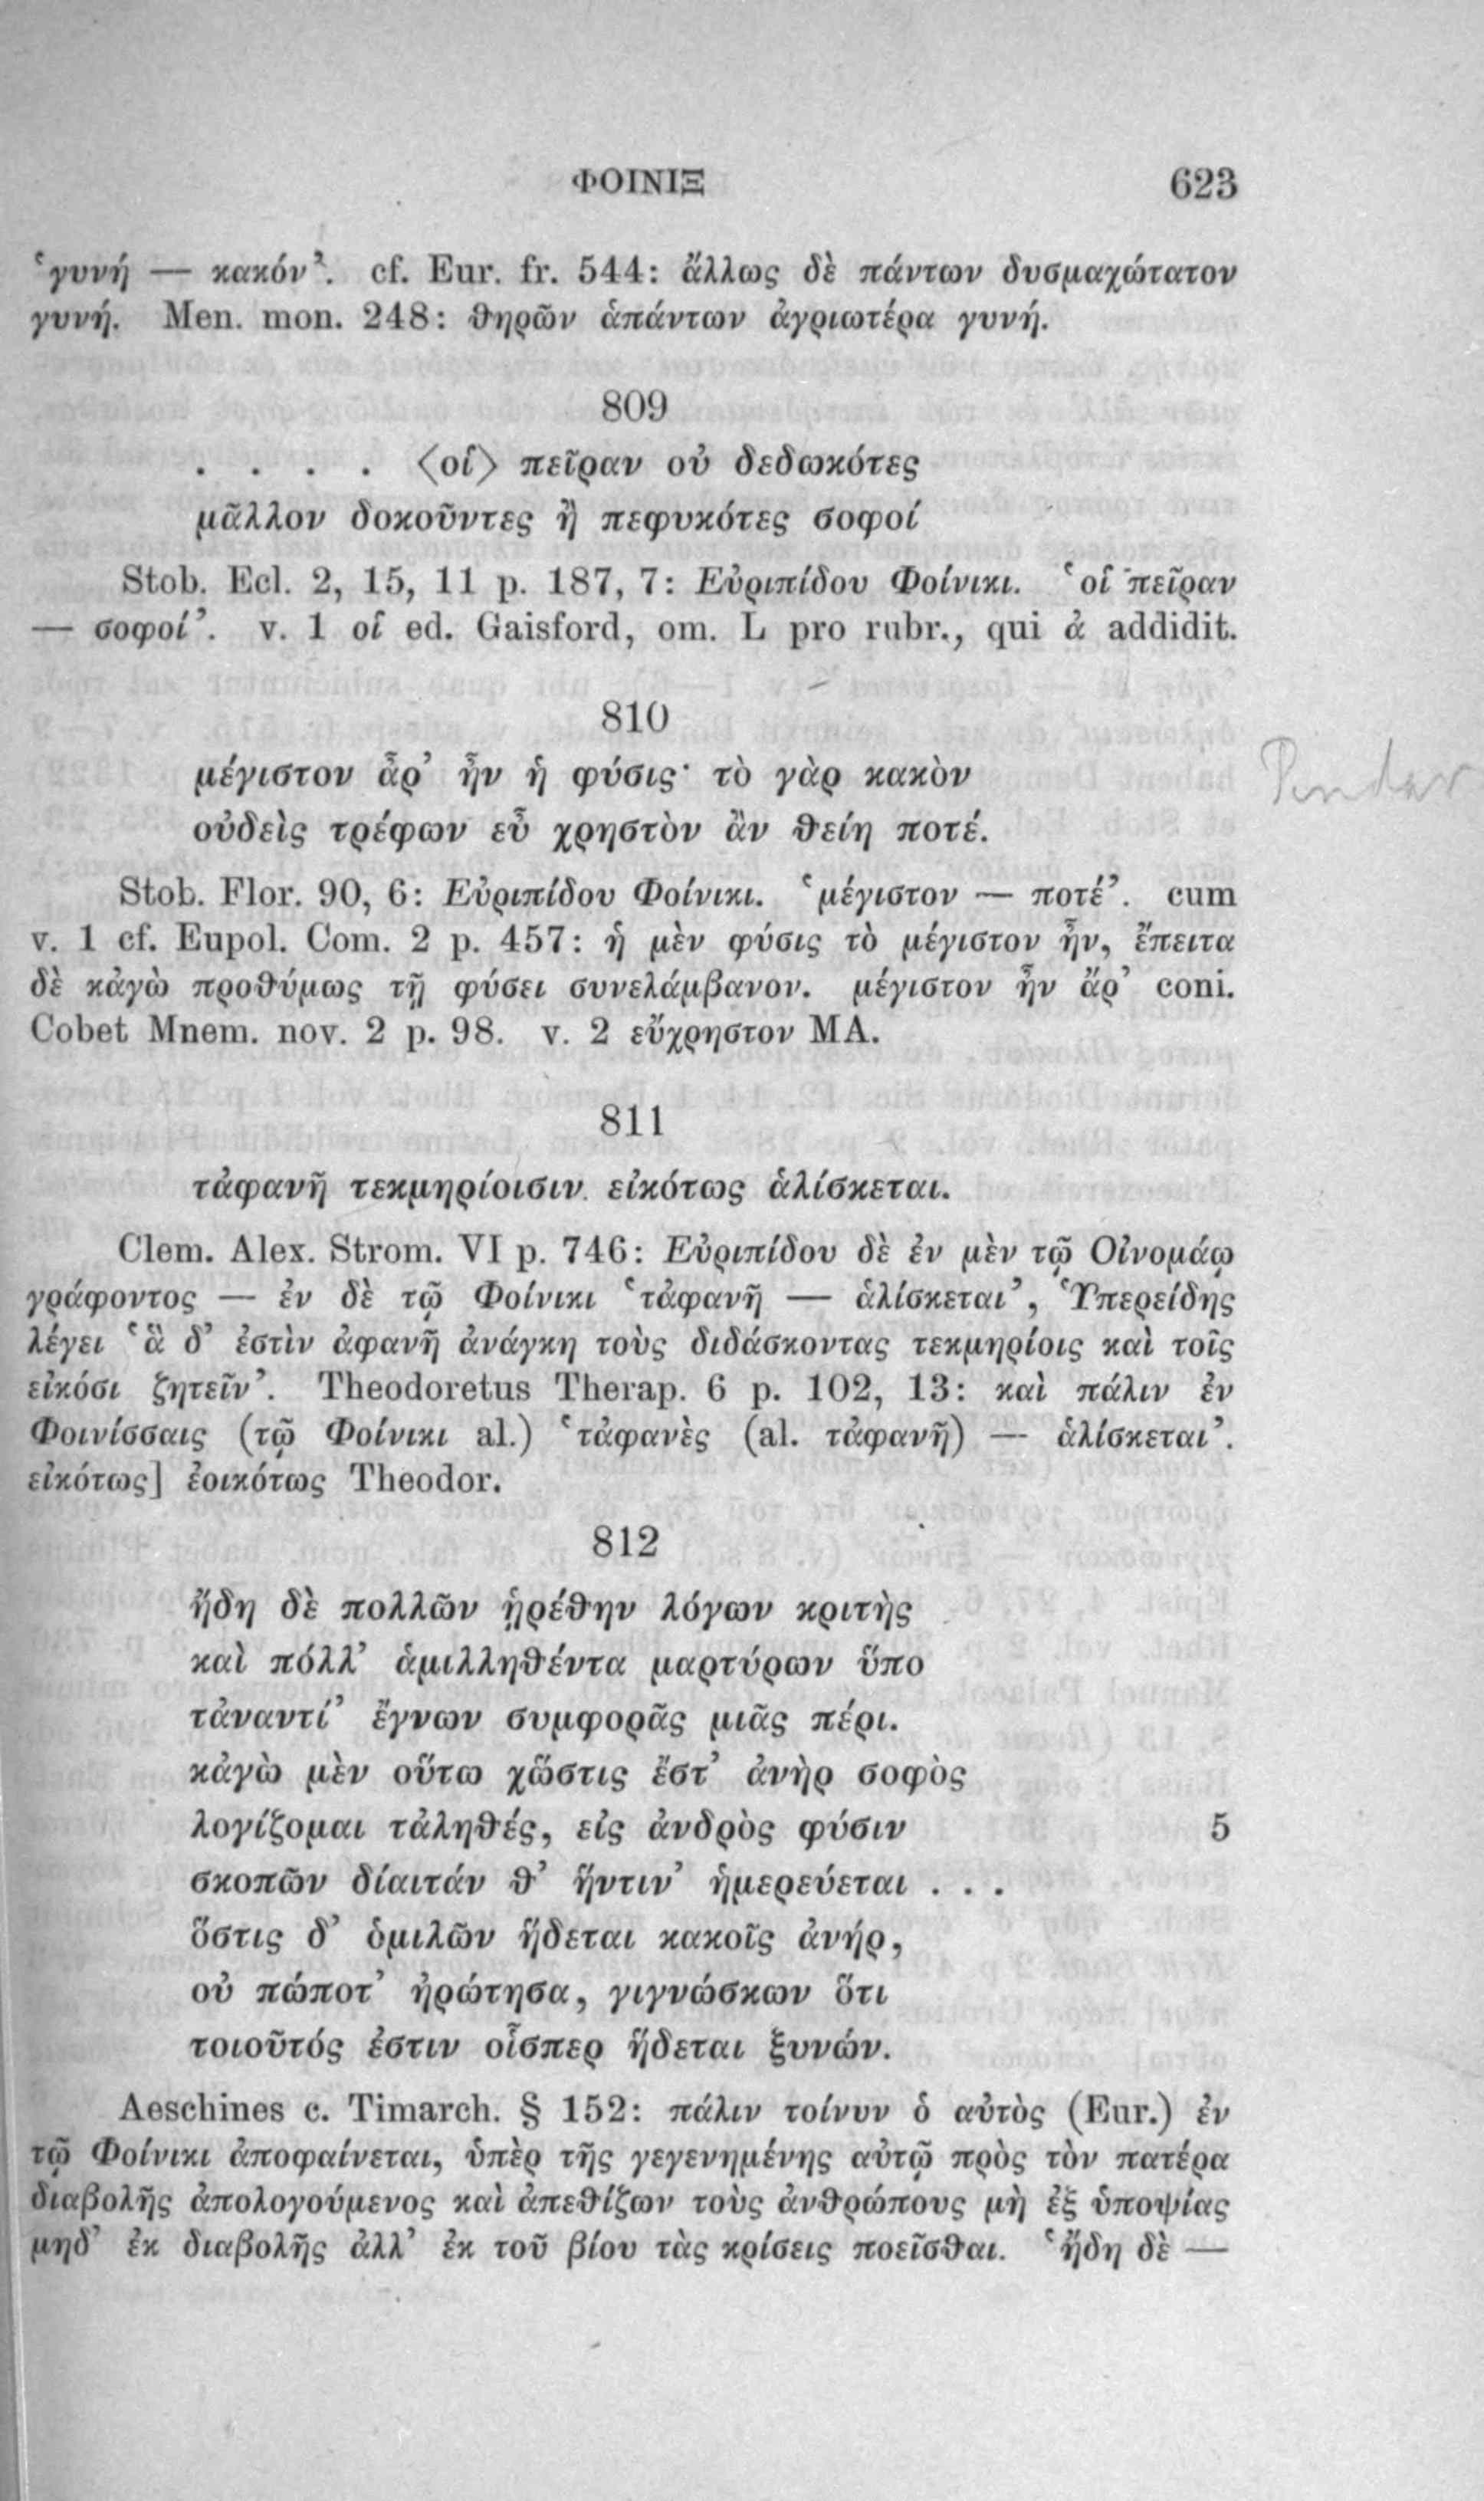 ΦΟΙΝΙΞ 623
‘γυνή — κακόν’. cf. Eur. fr. 544: ἄλλως δὲ πάντων δυσμαχώτατον
γυνή. Men. mon. 248: θηρῶν ἁπάντων ἀγριωτέρα γυνή.
809
. . . . ⟨οἱ⟩ πεῖραν οὐ δεδωκότες
μᾶλλον δοκοῦντες ἢ πεφυκότες σοφοί
Stob. Ecl. 2, 15, 11 p. 187, 7: Εὐριπίδου Φοίνικι. ‘οἱ πεῖραν
— σοφοί’. v. 1 οἱ ed. Gaisford, om. L pro rubr., qui ἀ addidit.
810
μέγιστον ἆρ’ ἦν ἡ φύσις· τὸ γὰρ κακὸν
Pindar
οὐδεὶς τρέφων εὖ χρηστὸν ἂν θείη ποτέ.
Stob. Flor. 90, 6: Εὐριπίδου Φοίνικι. ‘μέγιστον — ποτέ’. cum
v. 1 cf. Eupol. Com. 2 p. 457: ἡ μὲν φύσις τὸ μέγιστον ἦν, ἔπειτα
δὲ κἀγὼ προθύμως τῇ φύσει συνελάμβανον. μέγιστον ἦν ἄρ’ coni.
Cobet Mnem. nov. 2 p. 98. v. 2 εὔχρηστον MA.
811
τἀφανῆ τεκμηρίοισιν εἰκότως ἁλίσκεται.
Clem. Alex. Strom. VI p. 746: Εὐριπίδου δὲ ἐν μὲν τῷ Οἰνομάῳ
γράφοντος — ἐν δὲ τῷ Φοίνικι ‘τἀφανῆ — ἁλίσκεται’, Ὑπερείδης
λέγει ‘ἃ δ’ ἐστὶν ἀφανῆ ἀνάγκη τοὺς διδάσκοντας τεκμηρίοις καὶ τοῖς
εἰκόσι ζητεῖν’. Theodoretus Therap. 6 p. 102, 13: καὶ πάλιν ἐν
Φοινίσσαις (τῷ Φοίνικι al.) ‘τἀφανὲς (al. τἀφανῆ) — ἁλίσκεται’.
εἰκότως] ἐοικότως Theodor.
812
ἤδη δὲ πολλῶν ᾑρέθην λόγων κριτὴς
καὶ πόλλ’ ἁμιλληθέντα μαρτύρων ὕπο
τἀναντί’ ἔγνων συμφορᾶς μιᾶς πέρι.
κἀγὼ μὲν οὕτω χὤστις ἔστ’ ἀνὴρ σοφὸς
λογίζομαι τἀληθές, εἰς ἀνδρὸς φύσιν 5
σκοπῶν δίαιτάν θ’ ἥντιν’ ἡμερεύεται . . .
ὅστις δ’ ὁμιλῶν ἥδεται κακοῖς ἀνήρ,
οὐ πώποτ’ ἠρώτησα, γιγνώσκων ὅτι
τοιοῦτός ἐστιν οἷσπερ ἥδεται ξυνών.
Aeschines c. Timarch. § 152: πάλιν τοίνυν ὁ αὐτὸς (Eur.) ἐν
τῷ Φοίνικι ἀποφαίνεται, ὑπὲρ τῆς γεγενημένης αὐτῷ πρὸς τὸν πατέρα
διαβολῆς ἀπολογούμενος καὶ ἀπεθίζων τοὺς ἀνθρώπους μὴ ἐξ ὑποψίας
μηδ’ ἐκ διαβολῆς ἀλλ’ ἐκ τοῦ βίου τὰς κρίσεις ποεῖσθαι. ‘ἤδη δὲ —